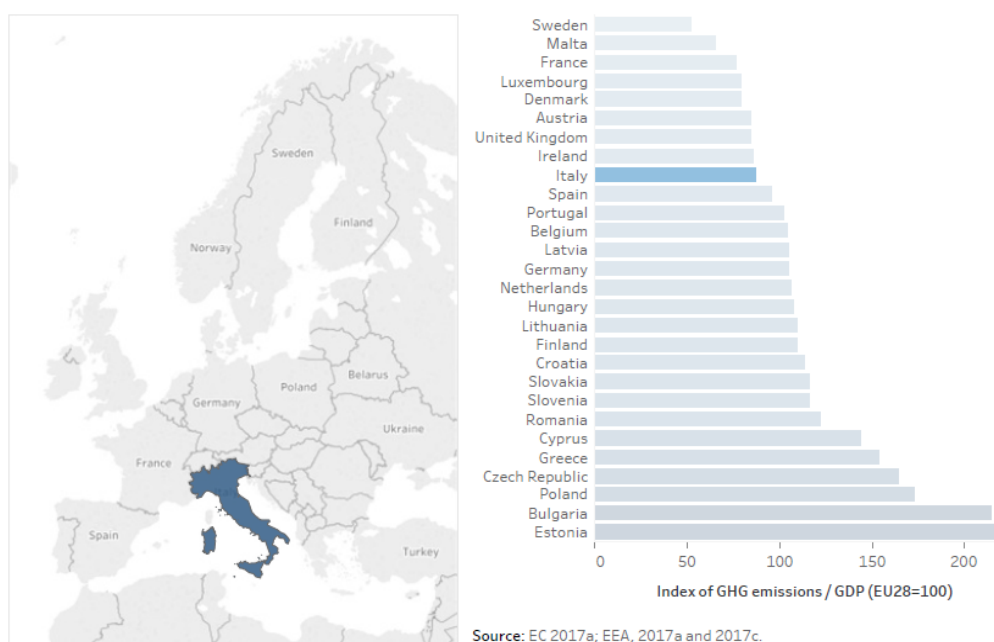 Sweden
Finland
Norway
Belarus
Poland
Germany
Ukraine
France
Italy
Spain
Turkey
Sweden
Malta
France
Luxembourg
Denmark
Austria
United Kingdom
Ireland
Italy
Spain
Portugal
Belgium
Latvia
Germany
Netherlands
Hungary
Lithuania
Finland
Croatia
Slovakia
Slovenia
Romania
Cyprus
Greece
Czech Republic
Poland
Bulgaria
Estonia
0 50 100 150 200
Index of GHG emissions / GDP (EU28=100)
Source: EC 2017a; EEA, 2017a and 2017c.